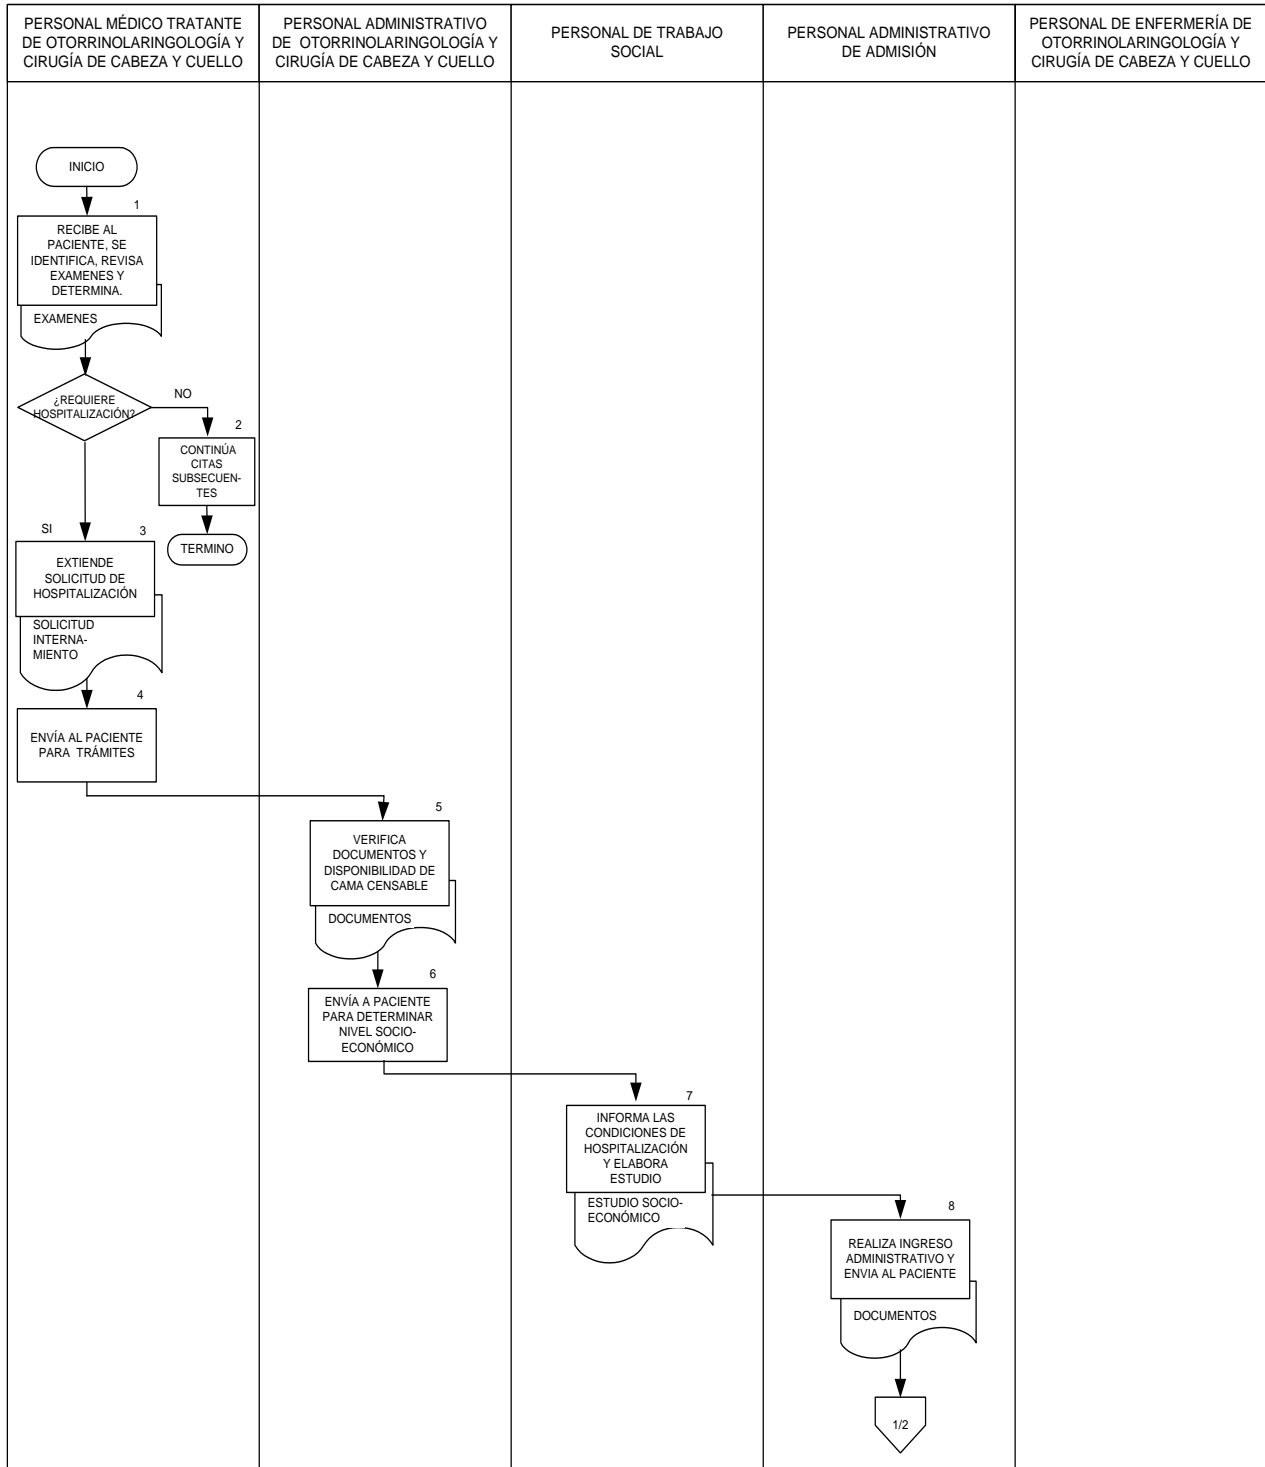 PERSONAL MÉDICO TRATANTE
DE OTORRINOLARINGOLOGÍA Y
CIRUGÍA DE CABEZA Y CUELLO
PERSONAL ADMINISTRATIVO
DE OTORRINOLARINGOLOGÍA Y
CIRUGÍA DE CABEZA Y CUELLO
PERSONAL DE TRABAJO
SOCIAL
PERSONAL ADMINISTRATIVO
DE ADMISIÓN
PERSONAL DE ENFERMERÍA DE
OTORRINOLARINGOLOGÍA Y
CIRUGÍA DE CABEZA Y CUELLO
INICIO
1
RECIBE AL
PACIENTE, SE
IDENTIFICA, REVISA
EXAMENES Y
DETERMINA.
EXAMENES
¿REQUIERE
HOSPITALIZACIÓN?
NO
2
CONTINÚA
CITAS
SUBSECUEN-
TES
TERMINO
SI
3
EXTIENDE
SOLICITUD DE
HOSPITALIZACIÓN
SOLICITUD
INTERNA-
MIENTO
4
ENVÍA AL PACIENTE
PARA TRÁMITES
5
VERIFICA
DOCUMENTOS Y
DISPONIBILIDAD DE
CAMA CENSABLE
DOCUMENTOS
6
ENVÍA A PACIENTE
PARA DETERMINAR
NIVEL SOCIO-
ECONÓMICO
7
INFORMA LAS
CONDICIONES DE
HOSPITALIZACIÓN
Y ELABORA
ESTUDIO
ESTUDIO SOCIO-
ECONÓMICO
8
REALIZA INGRESO
ADMINISTRATIVO Y
ENVIA AL PACIENTE
DOCUMENTOS
1/2